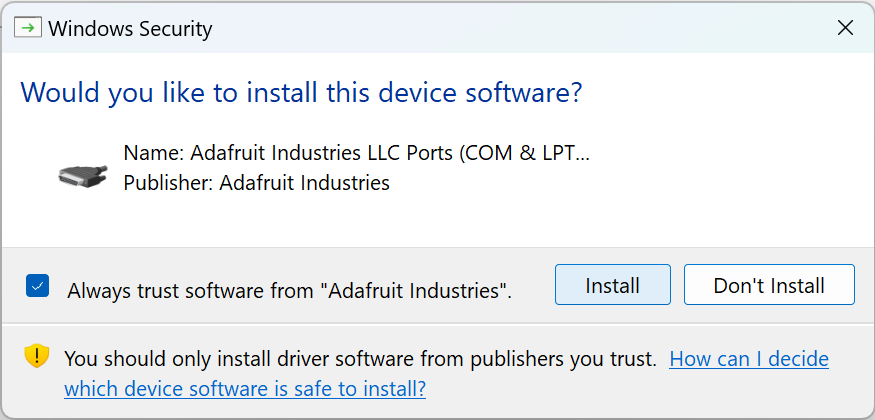 Windows Security
Would you like to install this device software?
Name: Adafruit Industries LLC Ports (COM & LPT...
Publisher: Adafruit Industries
Always trust software from "Adafruit Industries".
Install
Don't Install
You should only install driver software from publishers you trust. How can I decide
which device software is safe to install?